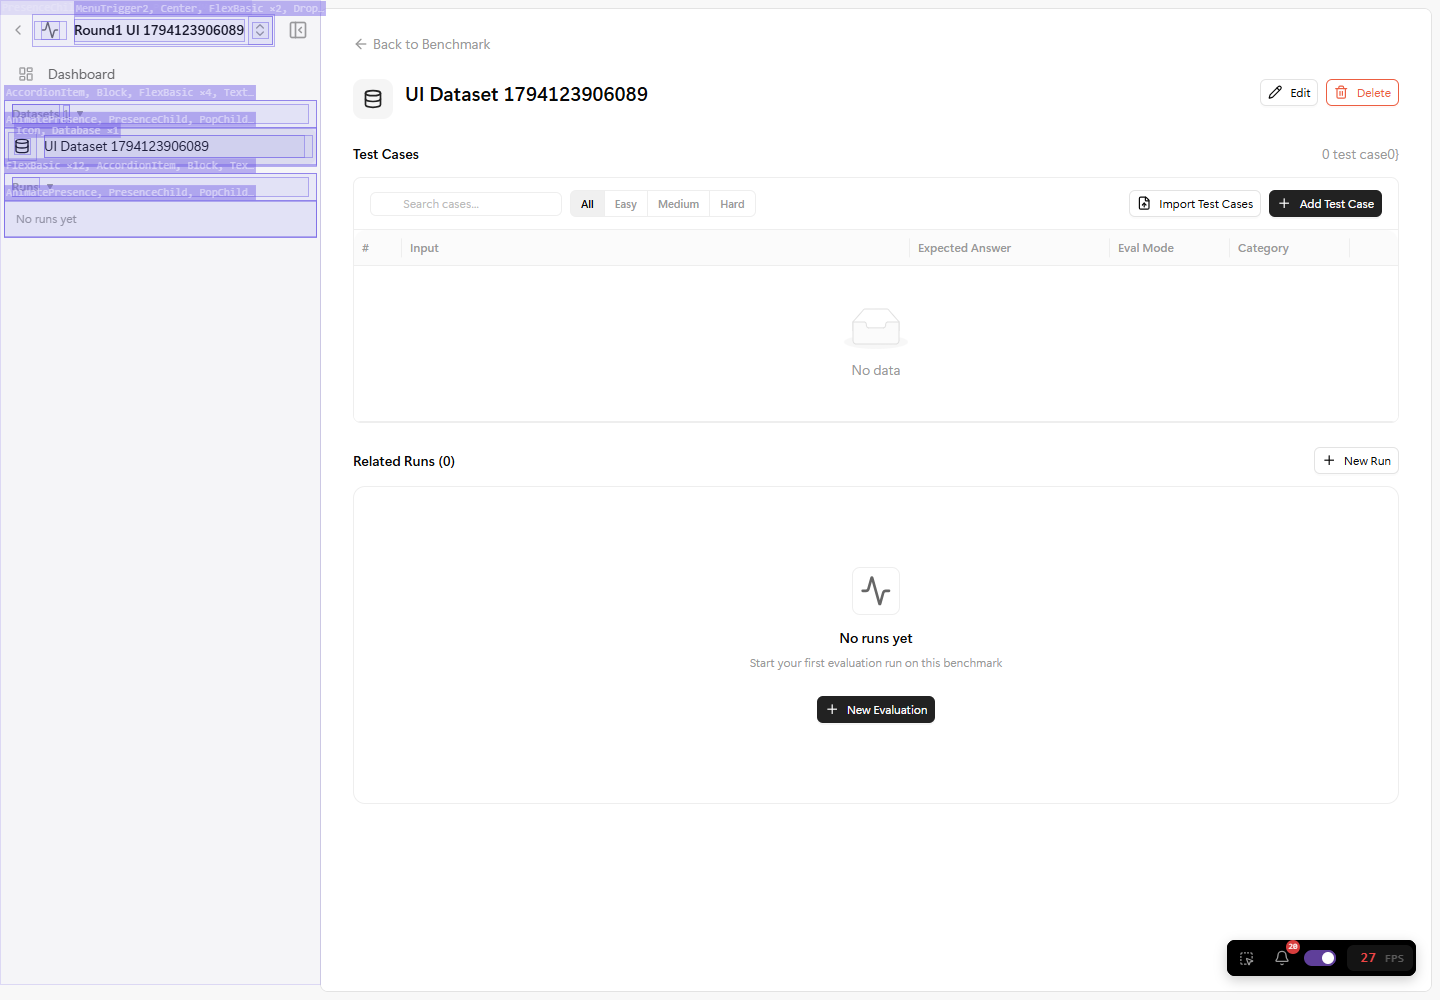 MenuTrigger2, Center, FlexBasic ×2, Drop…
Round1 UI 1794123906089
Dashboard
AccordionItem, Block, FlexBasic ×4, Text…
Datasets 1
AnimatePresence, PresenceChild, PopChild…
Icon, Database ×1
UI Dataset 1794123906089
FlexBasic ×12, AccordionItem, Block, Tex…
Runs
AnimatePresence, PresenceChild, PopChild…
No runs yet
Back to Benchmark
UI Dataset 1794123906089
Edit
Delete
Test Cases
0 test case0}
Search cases...
All
Easy
Medium
Hard
Import Test Cases
Add Test Case
#
Input
Expected Answer
Eval Mode
Category
No data
Related Runs (0)
New Run
No runs yet
Start your first evaluation run on this benchmark
New Evaluation
20
27 FPS